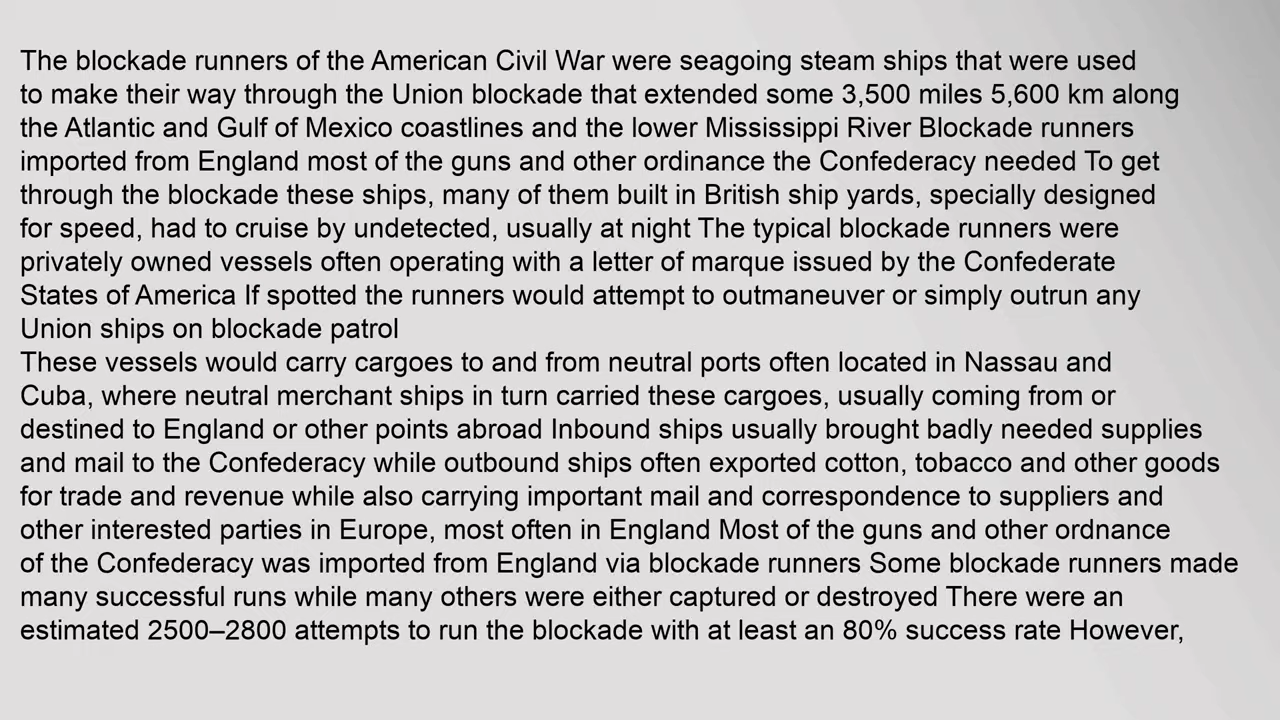 The blockade runners of the American Civil War were seagoing steam ships that were used
to make their way through the Union blockade that extended some 3,500 miles 5,600 km along
the Atlantic and Gulf of Mexico coastlines and the lower Mississippi River Blockade runners
imported from England most of the guns and other ordinance the Confederacy needed To get
through the blockade these ships, many of them built in British ship yards, specially designed
for speed, had to cruise by undetected, usually at night The typical blockade runners were
privately owned vessels often operating with a letter of marque issued by the Confederate
States of America If spotted the runners would attempt to outmaneuver or simply outrun any
Union ships on blockade patrol
These vessels would carry cargoes to and from neutral ports often located in Nassau and
Cuba, where neutral merchant ships in turn carried these cargoes, usually coming from or
destined to England or other points abroad Inbound ships usually brought badly needed supplies
and mail to the Confederacy while outbound ships often exported cotton, tobacco and other goods
for trade and revenue while also carrying important mail and correspondence to suppliers and
other interested parties in Europe, most often in England Most of the guns and other ordnance
of the Confederacy was imported from England via blockade runners Some blockade runners made
many successful runs while many others were either captured or destroyed There were an
estimated 2500–2800 attempts to run the blockade with at least an 80% success rate However,